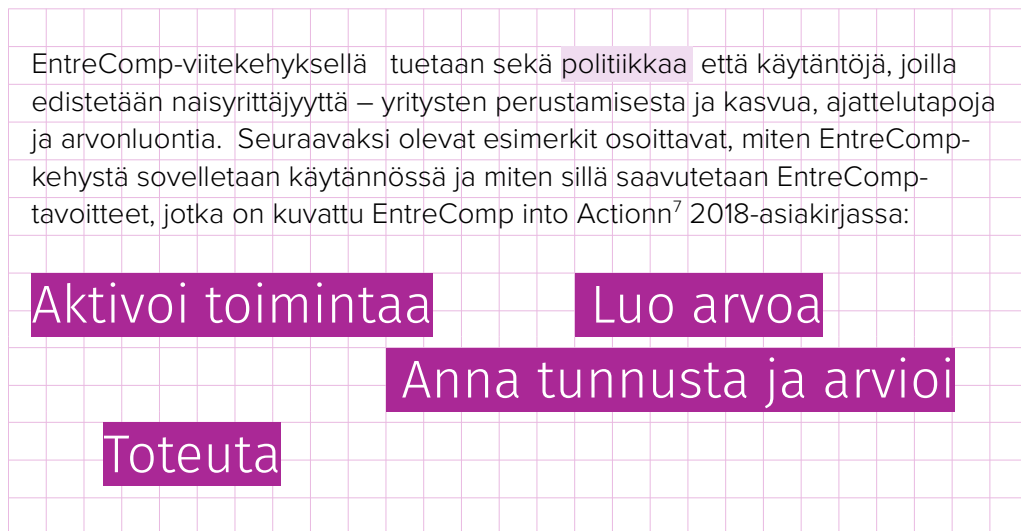 EntreComp-viitekehyksellä tuetaan sekä politiikkaa että käytäntöjä, joilla
edistetään naisyrittäjyyttä – yritysten perustamisesta ja kasvua, ajattelutapoja
ja arvonluontia. Seuraavaksi olevat esimerkit osoittavat, miten EntreComp-
kehystä sovelletaan käytännössä ja miten sillä saavutetaan EntreComp-
tavoitteet, jotka on kuvattu EntreComp into Actionn⁷ 2018-asiakirjassa:
Aktivoi toimintaa
Luo arvoa
Anna tunnusta ja arvioi
Toteuta